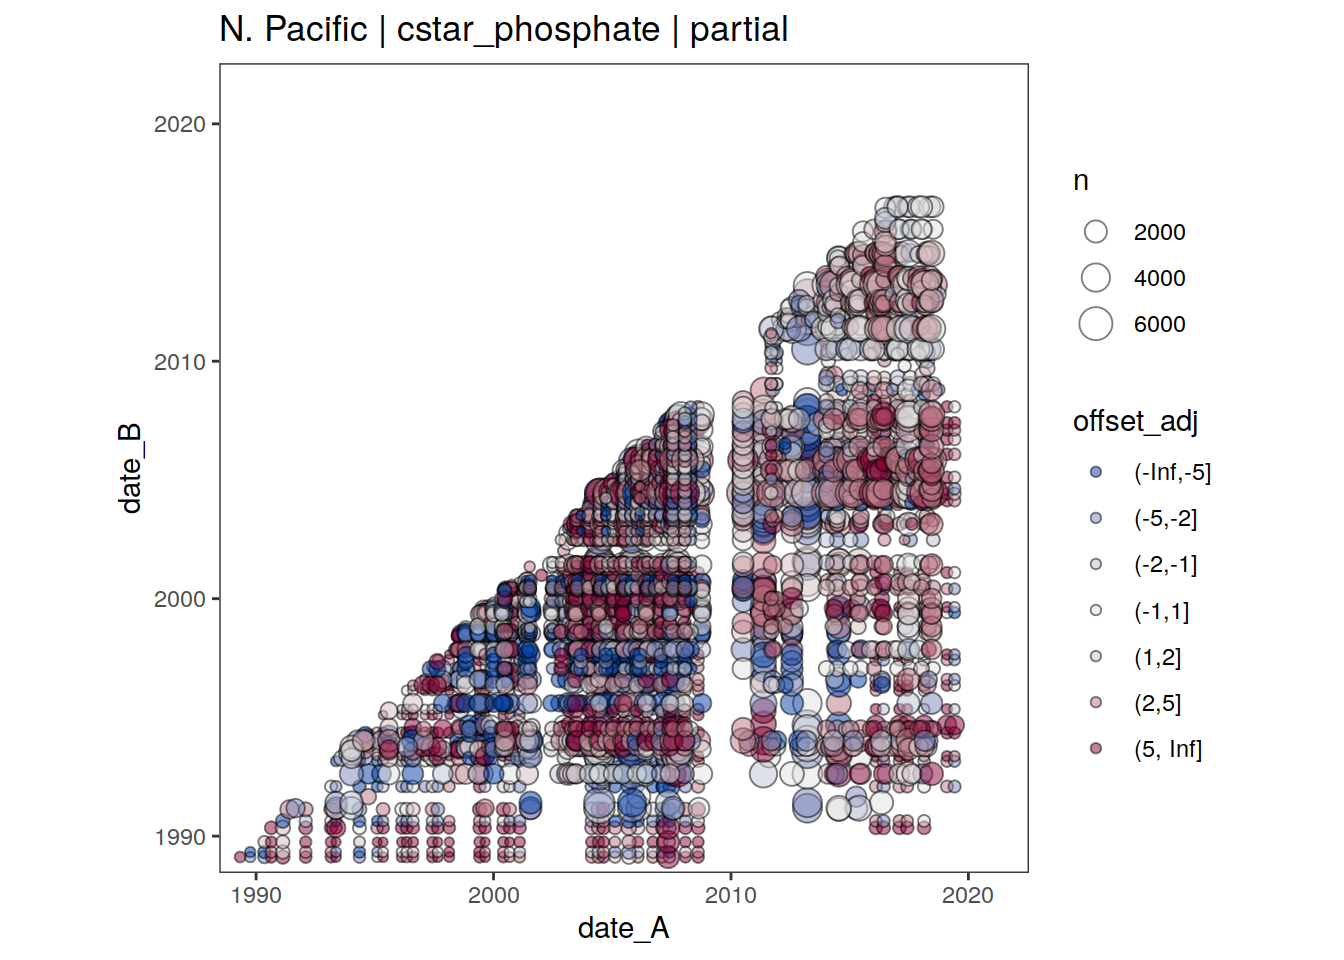 N. Pacific | cstar_phosphate | partial
date_B
2020
2010
2000
1990
1990
2000
2010
2020
date_A
n
2000
4000
6000
offset_adj
(-Inf,-5]
(-5,-2]
(-2,-1]
(-1,1]
(1,2]
(2,5]
(5, Inf]